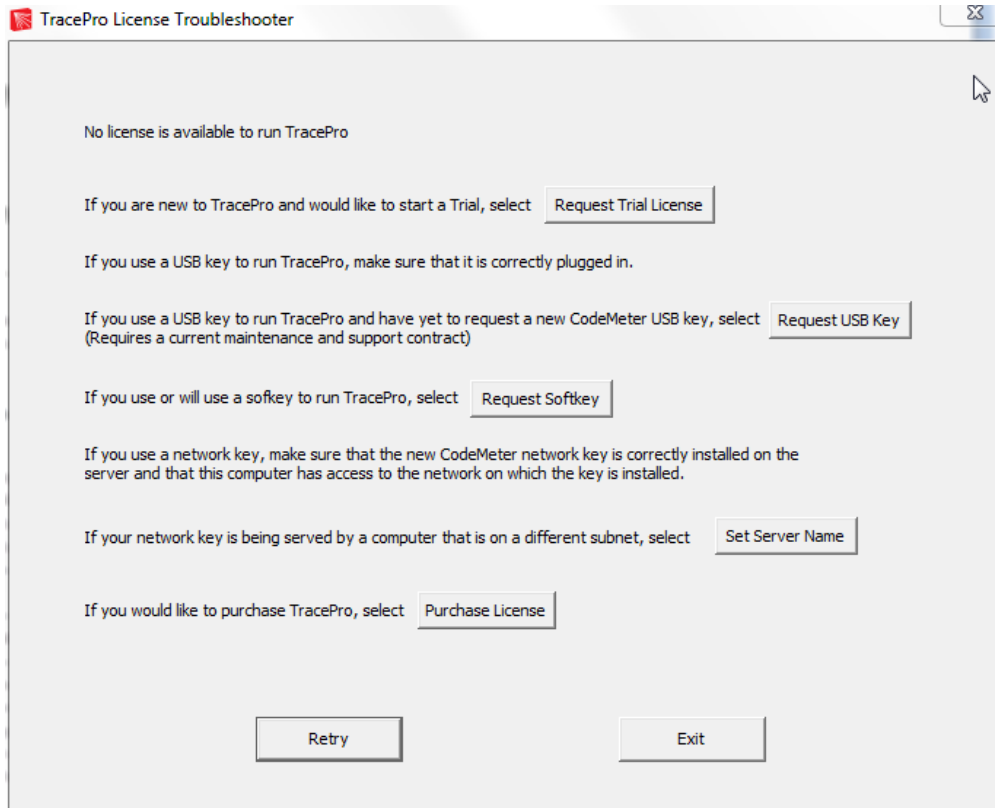 TracePro License Troubleshooter
No license is available to run TracePro
If you are new to TracePro and would like to start a Trial, select Request Trial License
If you use a USB key to run TracePro, make sure that it is correctly plugged in.
If you use a USB key to run TracePro and have yet to request a new CodeMeter USB key, select Request USB Key
(Requires a current maintenance and support contract)
If you use or will use a sofkey to run TracePro, select Request Softkey
If you use a network key, make sure that the new CodeMeter network key is correctly installed on the
server and that this computer has access to the network on which the key is installed.
If your network key is being served by a computer that is on a different subnet, select Set Server Name
If you would like to purchase TracePro, select Purchase License
Retry Exit